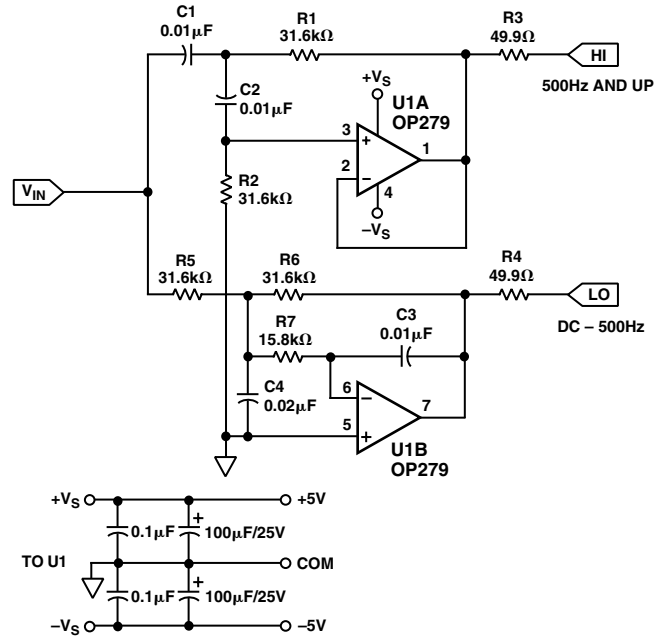 C1
0.01µF
R1
31.6kΩ
R3
49.9Ω
HI
500Hz AND UP
C2
0.01µF
+VS
U1A
OP279
3
+
1
2
–
4
–VS
VIN
R2
31.6kΩ
R5
31.6kΩ
R6
31.6kΩ
R4
49.9Ω
LO
DC – 500Hz
R7
15.8kΩ
C3
0.01µF
C4
0.02µF
6
–
7
5
+
U1B
OP279
+VS
+5V
0.1µF
+
100µF/25V
TO U1
COM
0.1µF
+
100µF/25V
–VS
–5V